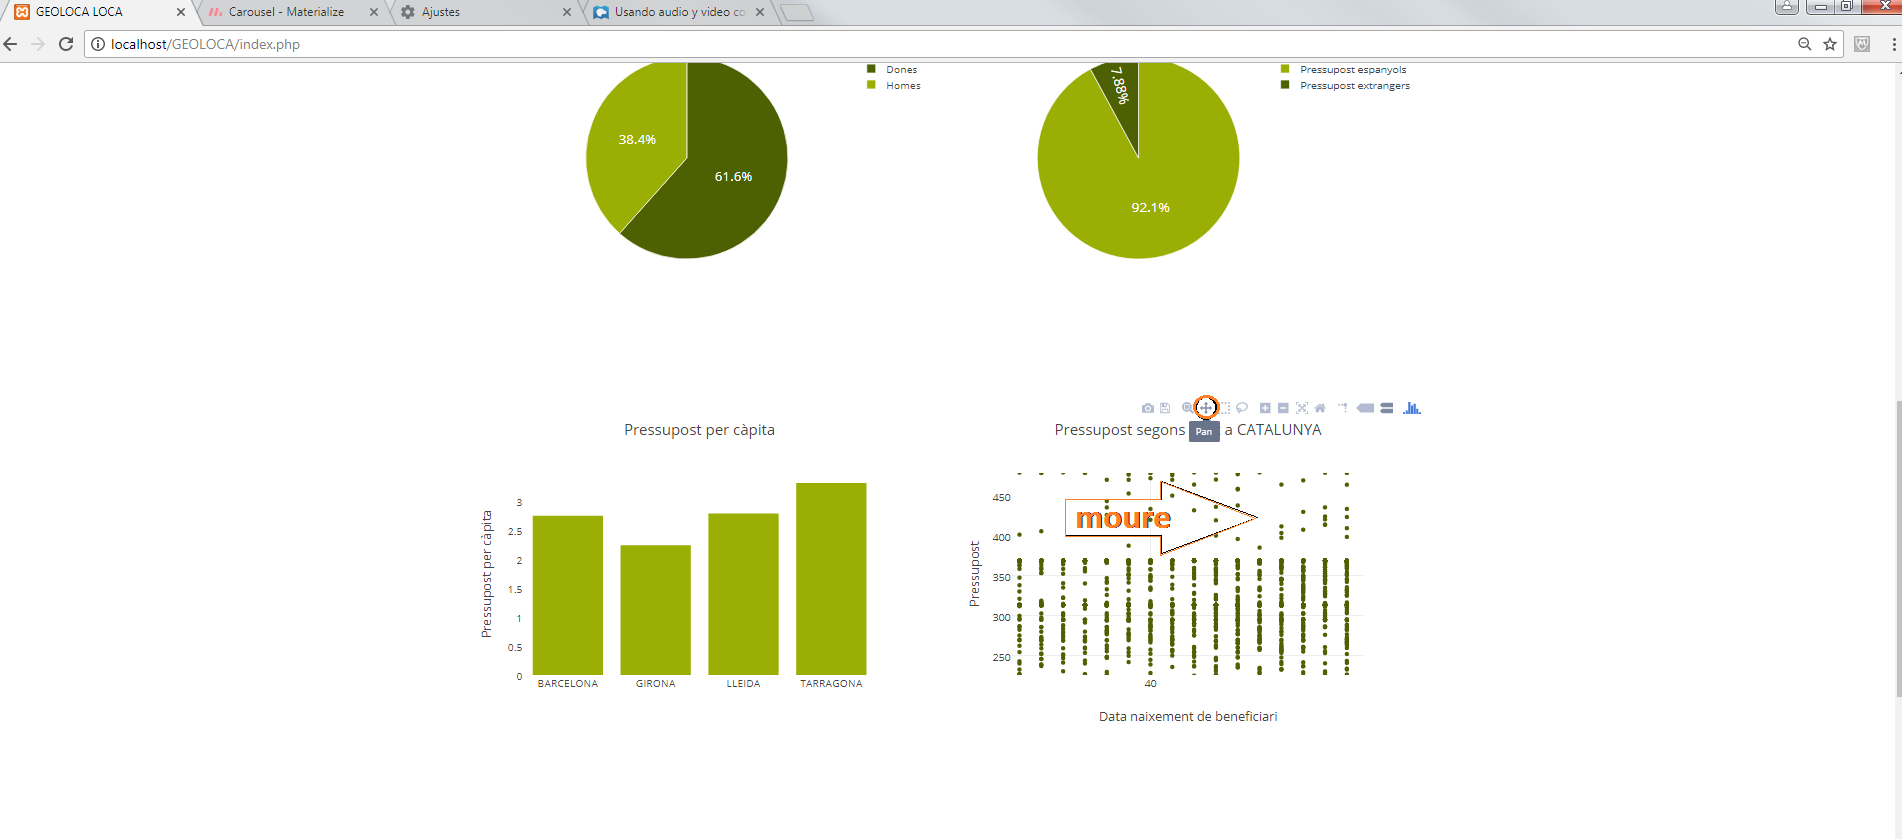 GEOLOCA LOCA
Carousel - Materialize
Ajustes
Usando audio y video co
localhost/GEOLOCA/index.php
Dones
Homes
38.4%
61.6%
Pressupost espanyols
Pressupost extrangers
7.88%
92.1%
Pressupost per càpita
Pressupost per càpita
3
2.5
2
1.5
1
0.5
0
BARCELONA GIRONA LLEIDA TARRAGONA
Pan
Pressupost segons a CATALUNYA
moure
Pressupost
450
400
350
300
250
40
Data naixement de beneficiari